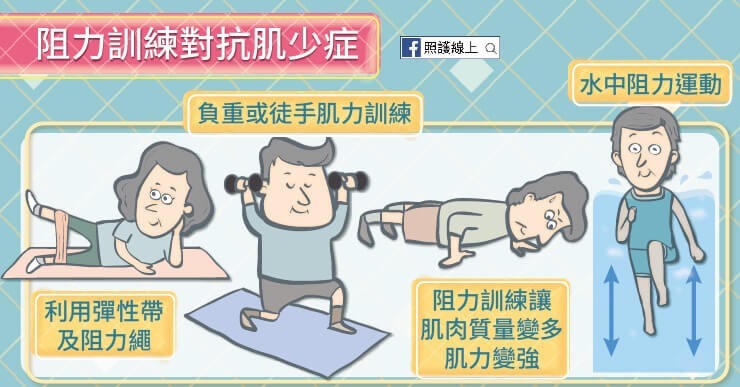 阻力訓練對抗肌少症
照護線上
水中阻力運動
負重或徒手肌力訓練
利用彈性帶
及阻力繩
阻力訓練讓
肌肉質量變多
肌力變強